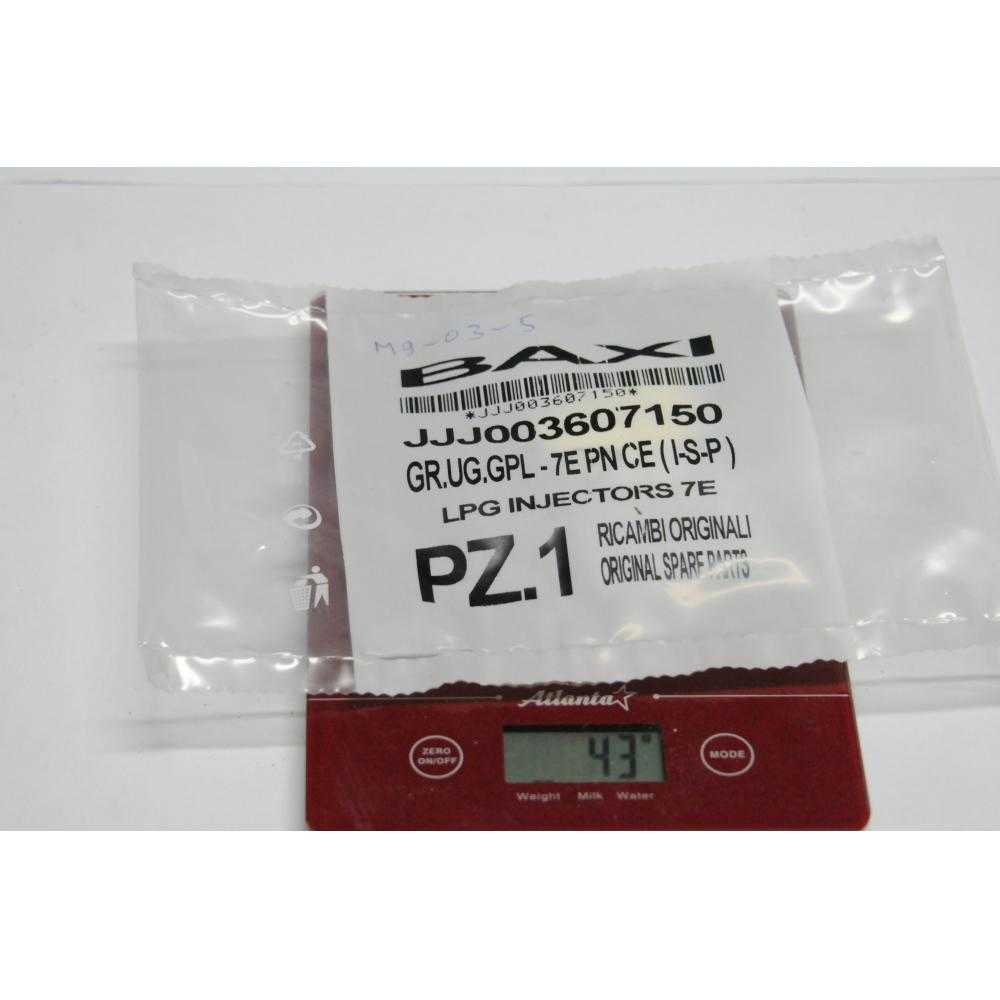 Mg-03-5
BAXI
*JJJ003607150*
JJJ003607150
GR.UG.GPL - 7E PN CE ( I-S-P )
LPG INJECTORS 7E
PZ.1
RICAMBI ORIGINALI
ORIGINAL SPARE PARTS
Atlanta
ZERO
ON/OFF
43
MODE
Weight Milk Water